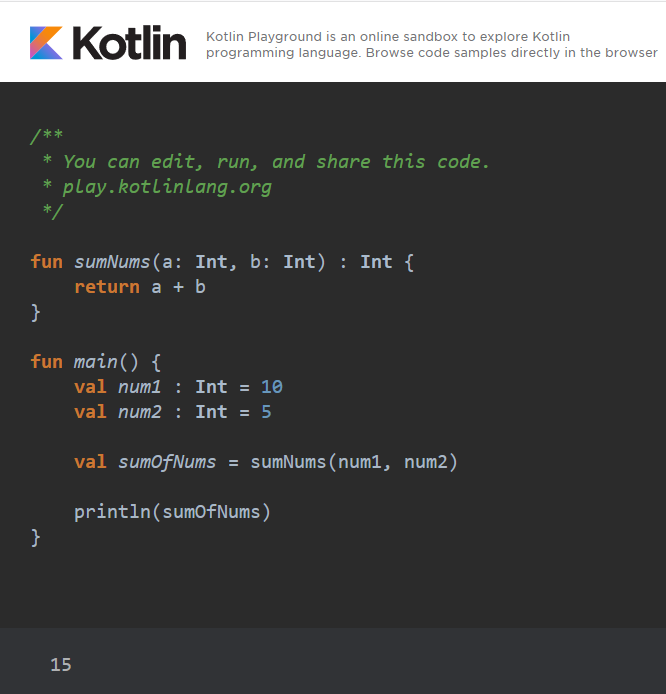 Kotlin
Kotlin Playground is an online sandbox to explore Kotlin
programming language. Browse code samples directly in the browser
/**
 * You can edit, run, and share this code.
 * play.kotlinlang.org
 */
fun sumNums(a: Int, b: Int) : Int {
    return a + b
}
fun main() {
    val num1 : Int = 10
    val num2 : Int = 5
    val sumOfNums = sumNums(num1, num2)
    println(sumOfNums)
}
15